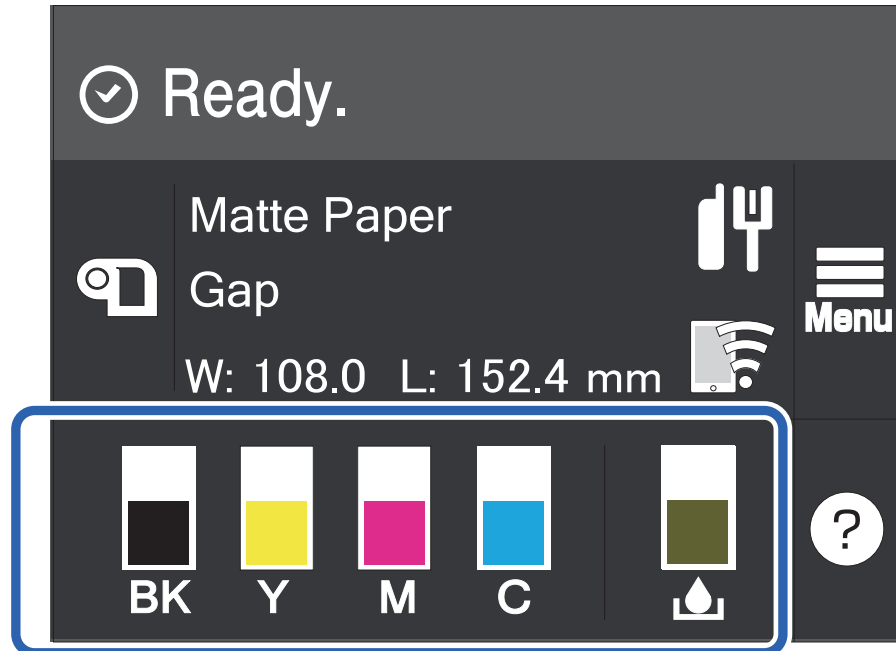 Ready.
Matte Paper
Gap
W: 108.0 L: 152.4 mm
Menu
BK Y M C
?